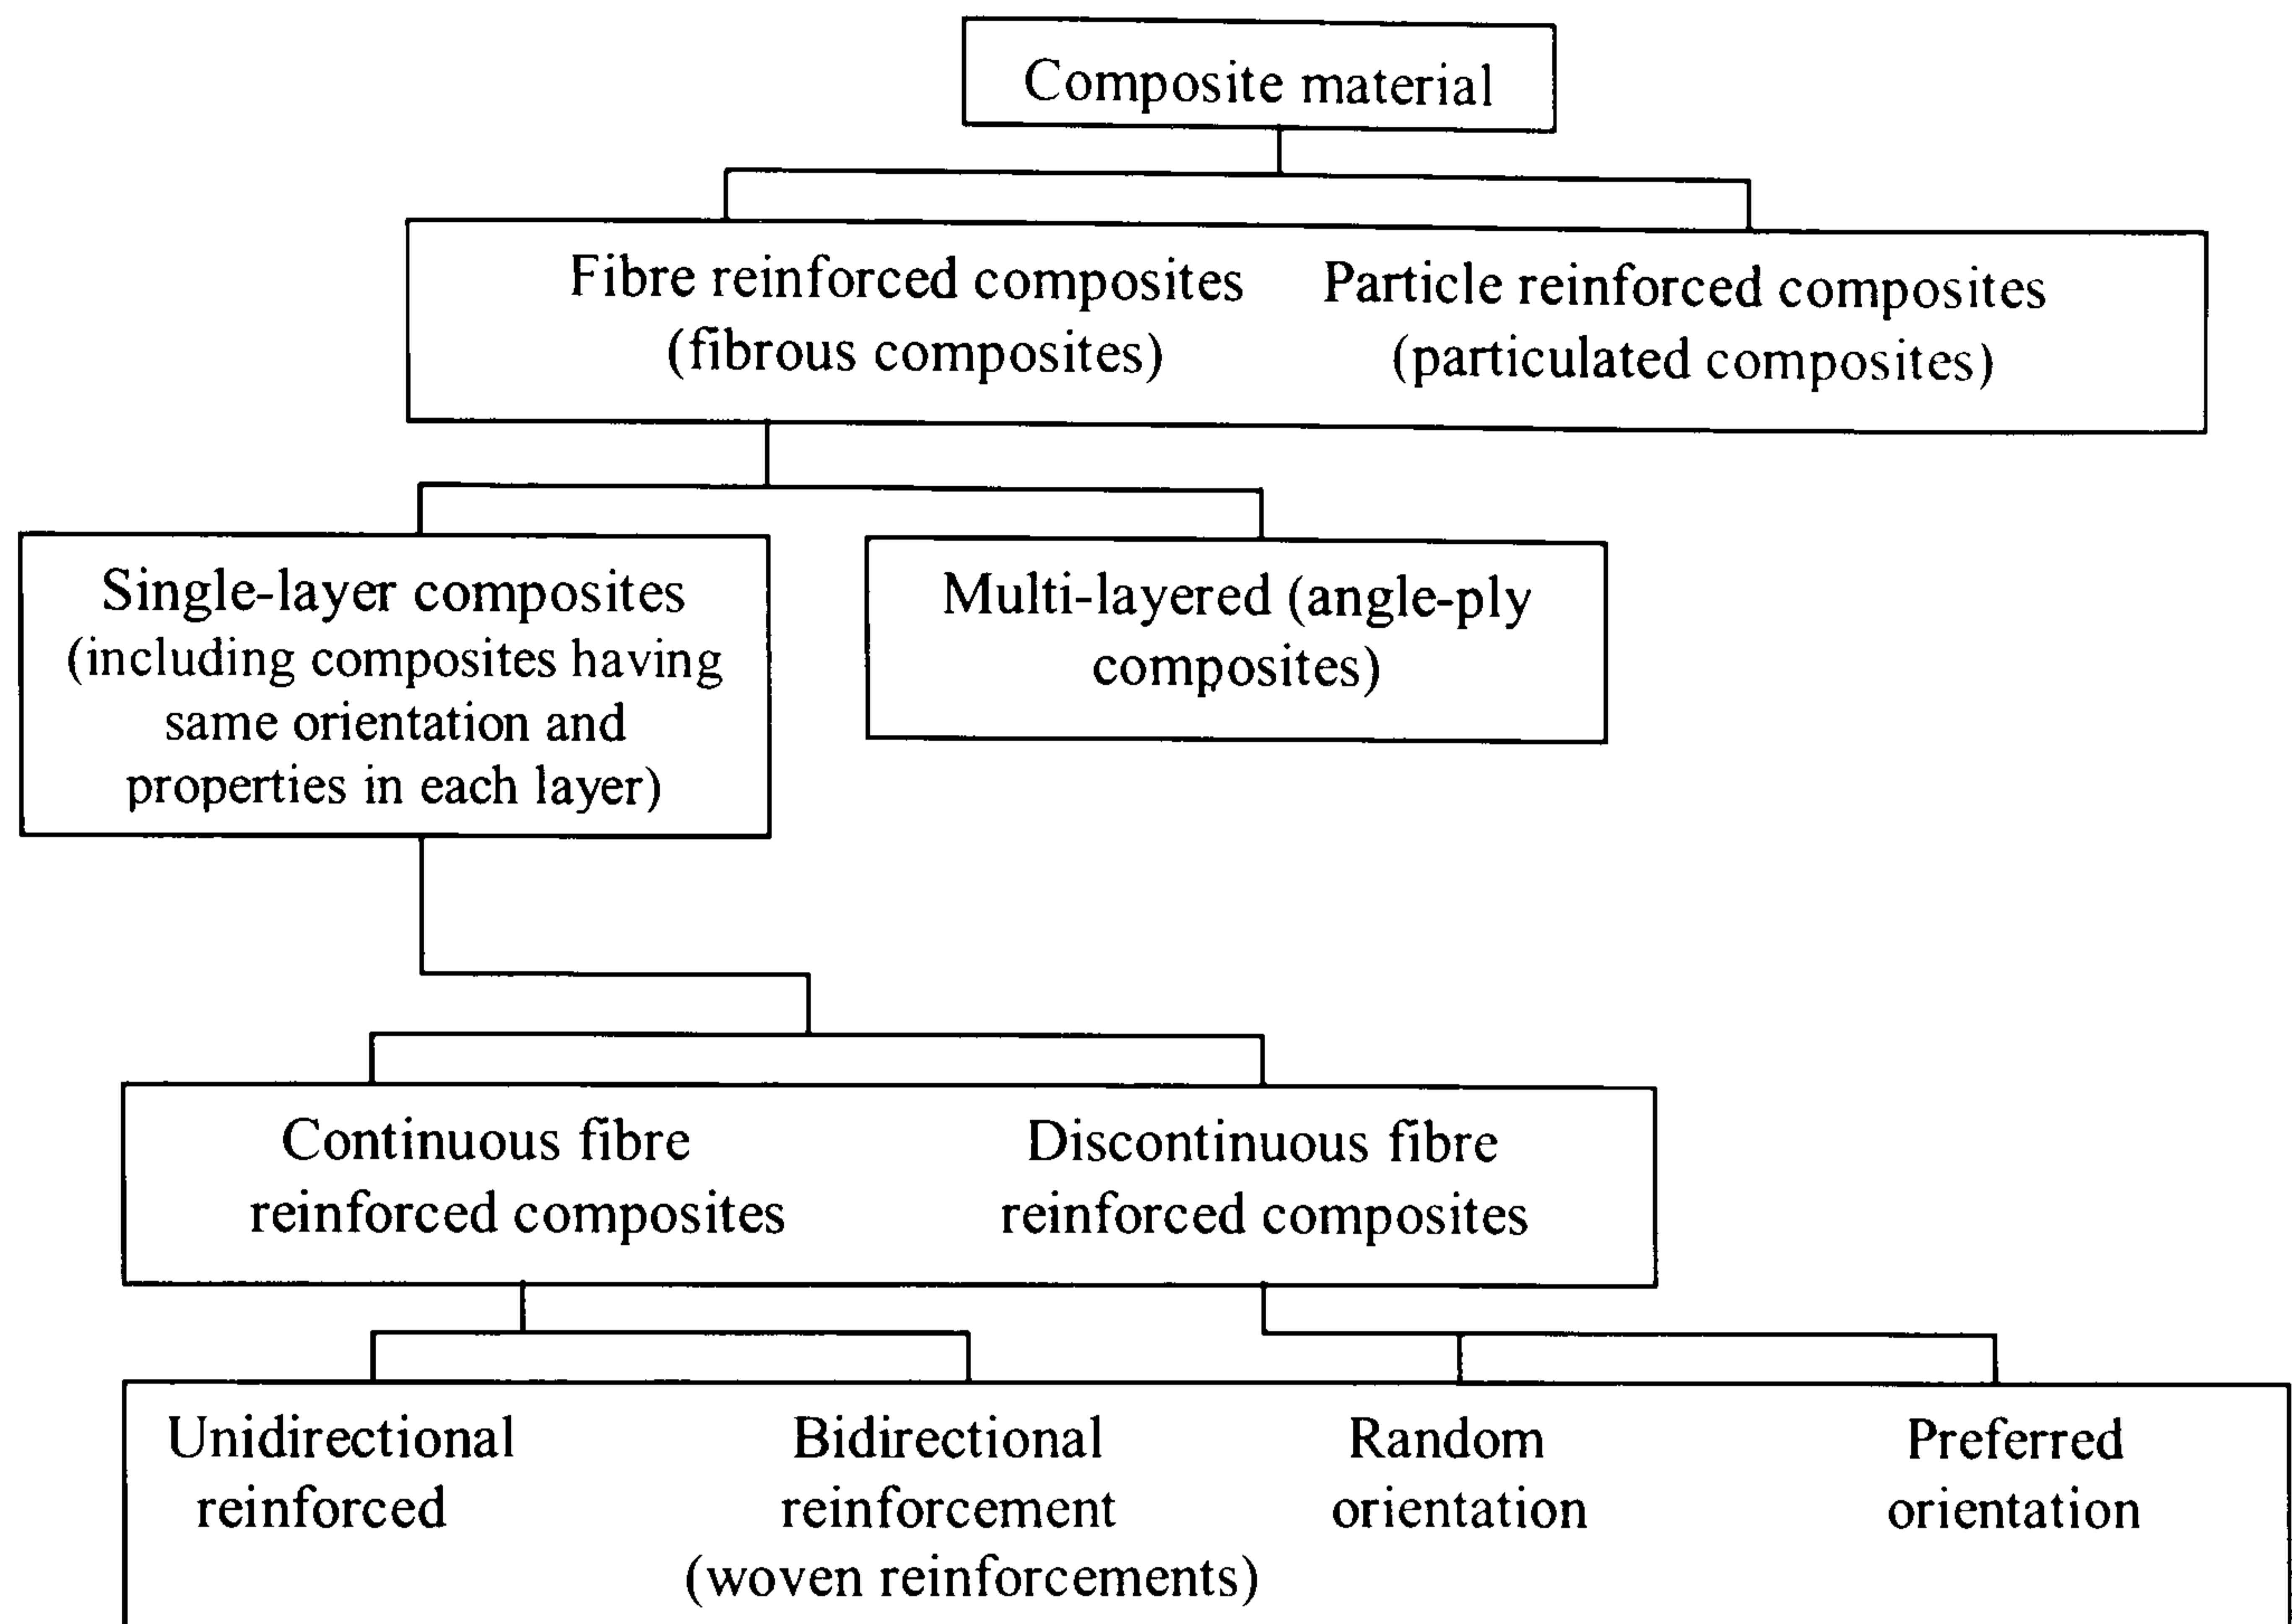 Composite material
Fibre reinforced composites
(fibrous composites)
Particle reinforced composites
(particulated composites)
Single-layer composites
(including composites having
same orientation and
properties in each layer)
Multi-layered (angle-ply
composites)
Continuous fibre
reinforced composites
Discontinuous fibre
reinforced composites
Unidirectional
reinforced
Bidirectional
reinforcement
(woven reinforcements)
Random
orientation
Preferred
orientation